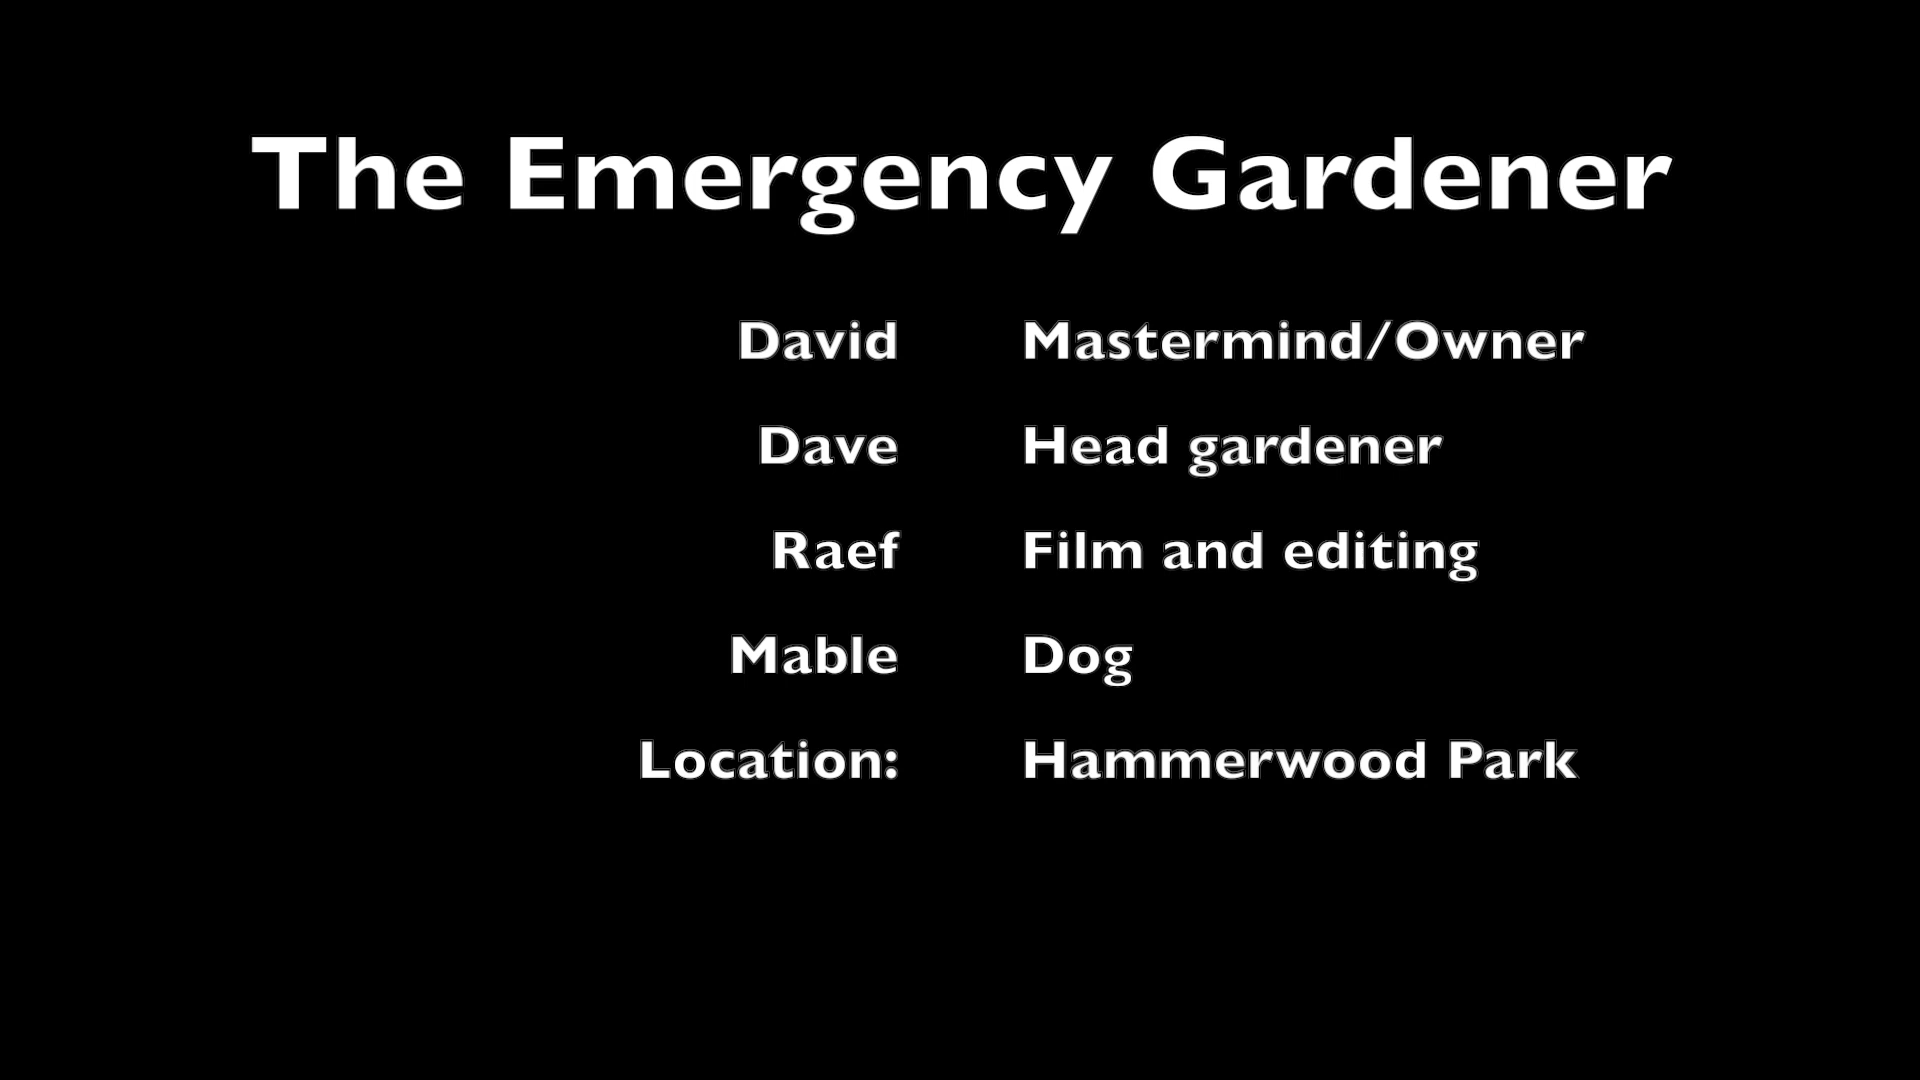 The Emergency Gardener
David Mastermind/Owner
Dave Head gardener
Raef Film and editing
Mable Dog
Location: Hammerwood Park